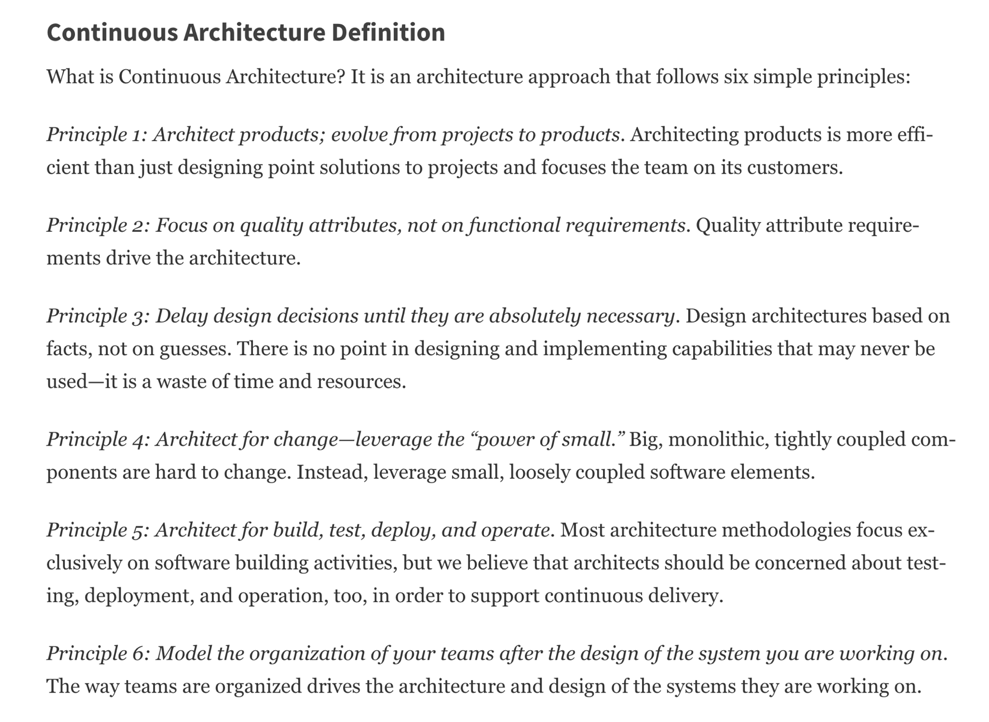 Continuous Architecture Definition
What is Continuous Architecture? It is an architecture approach that follows six simple principles:
Principle 1: Architect products; evolve from projects to products. Architecting products is more effi-
cient than just designing point solutions to projects and focuses the team on its customers.
Principle 2: Focus on quality attributes, not on functional requirements. Quality attribute require-
ments drive the architecture.
Principle 3: Delay design decisions until they are absolutely necessary. Design architectures based on
facts, not on guesses. There is no point in designing and implementing capabilities that may never be
used—it is a waste of time and resources.
Principle 4: Architect for change—leverage the “power of small.” Big, monolithic, tightly coupled com-
ponents are hard to change. Instead, leverage small, loosely coupled software elements.
Principle 5: Architect for build, test, deploy, and operate. Most architecture methodologies focus ex-
clusively on software building activities, but we believe that architects should be concerned about test-
ing, deployment, and operation, too, in order to support continuous delivery.
Principle 6: Model the organization of your teams after the design of the system you are working on.
The way teams are organized drives the architecture and design of the systems they are working on.